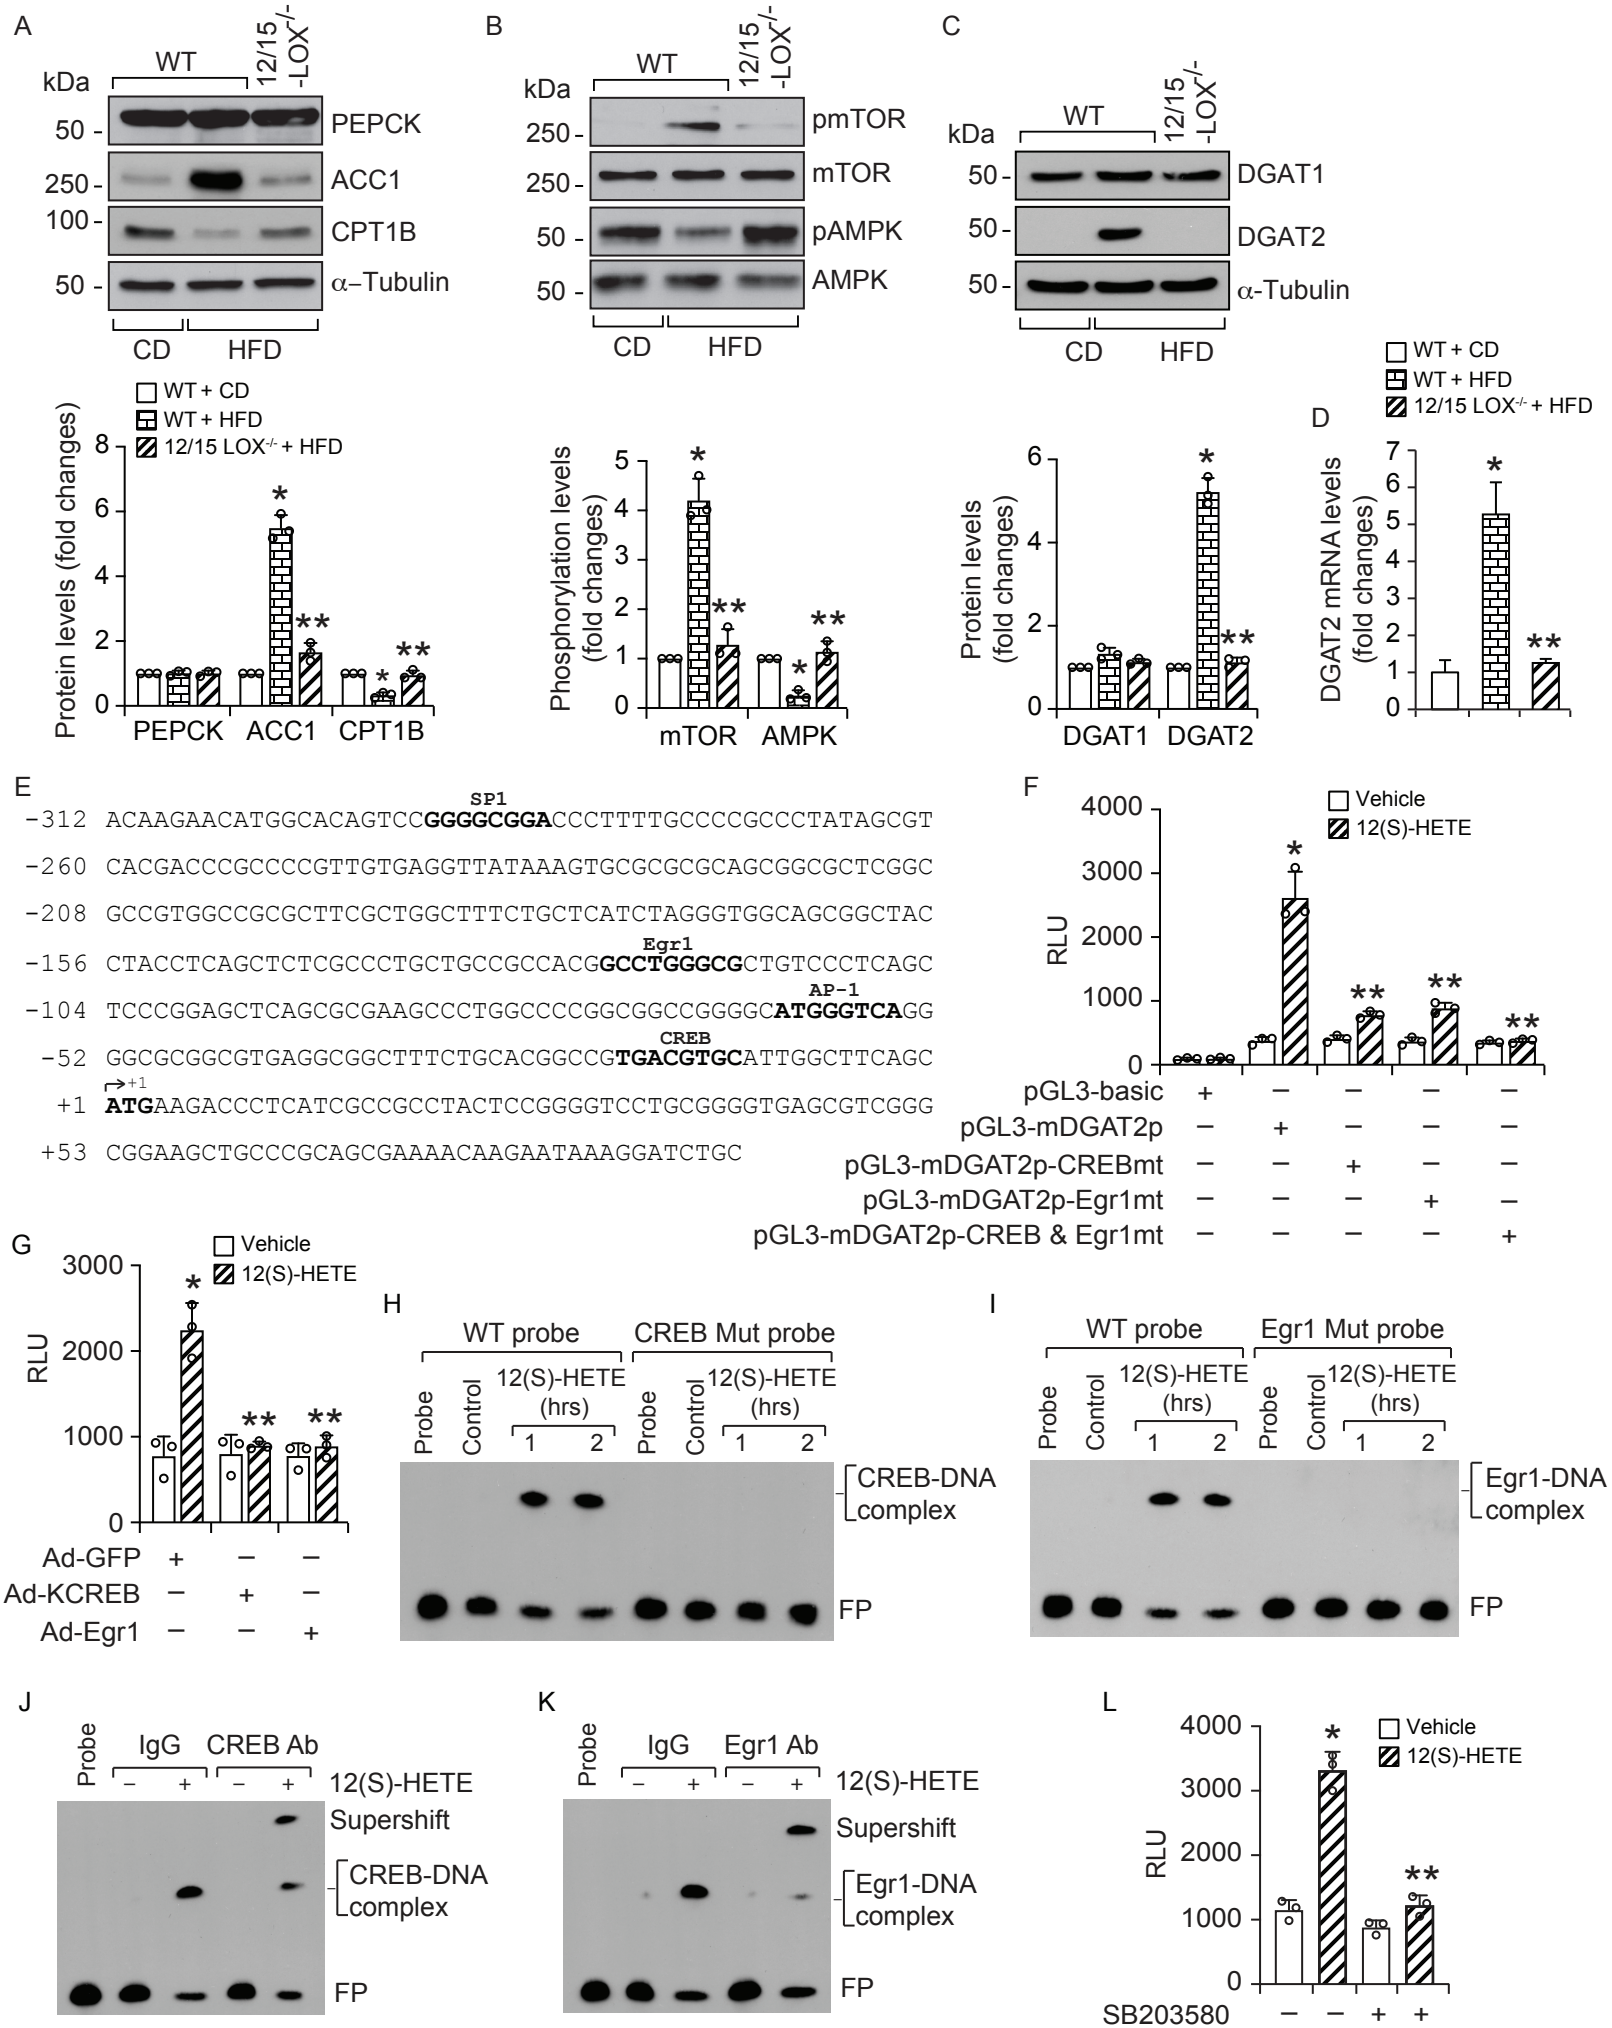 A
WT
12/15
-LOX-/-
kDa
50
PEPCK
250
ACC1
100
CPT1B
50
α–Tubulin
CD HFD
WT + CD
WT + HFD
12/15 LOX-/- + HFD
Protein levels (fold changes)
8
6
4
2
0
* ** * **
PEPCK ACC1 CPT1B
B
WT
12/15
-LOX-/-
kDa
250
pmTOR
250
mTOR
50
pAMPK
50
AMPK
CD HFD
Phosphorylation levels
(fold changes)
5
4
3
2
1
0
* ** * **
mTOR AMPK
C
WT
12/15
-LOX-/-
kDa
50
DGAT1
50
DGAT2
50
α-Tubulin
CD HFD
Protein levels
(fold changes)
6
4
2
0
* **
DGAT1 DGAT2
WT + CD
WT + HFD
12/15 LOX-/- + HFD
D
DGAT2 mRNA levels
(fold changes)
7
6
5
4
3
2
1
0
* **
E
SP1
-312 ACAAGAACATGGCACAGTCCGGGGCGGACCCTTTTGCCCCGCCCTATAGCGT
-260 CACGACCCGCCCCGTTGTGAGGTTATAAAGTGCGCGCGCAGCGGCGCTCGGC
-208 GCCGTGGCCGCGCTTCGCTGGCTTTCTGCTCATCTAGGGTGGCAGCGGCTAC
Egr1
-156 CTACCTCAGCTCTCGCCCTGCTGCCGCCACGGCCTGGGCGCTGTCCCTCAGC
AP-1
-104 TCCCGGAGCTCAGCGCGAAGCCCTGGCCCCGGCGGCCGGGGCATGGGTCAGG
CREB
-52 GGCGCGGCGTGAGGCGGCTTTCTGCACGGCCGTGACGTGCATTGGCTTCAGC
+1
+1 ATGAAGACCCTCATCGCCGCCTACTCCGGGGTCCTGCGGGGTGAGCGTCGGG
+53 CGGAAGCTGCCCGCAGCGAAAACAAGAATAAAGGATCTGC
F
Vehicle
12(S)-HETE
RLU
4000
3000
2000
1000
0
* ** ** **
pGL3-basic + – – – –
pGL3-mDGAT2p – + – – –
pGL3-mDGAT2p-CREBmt – – + – –
pGL3-mDGAT2p-Egr1mt – – – + –
pGL3-mDGAT2p-CREB & Egr1mt – – – – +
G
Vehicle
12(S)-HETE
RLU
3000
2000
1000
0
* ** **
Ad-GFP + – –
Ad-KCREB – + –
Ad-Egr1 – – +
H
WT probe CREB Mut probe
Probe Control 12(S)-HETE (hrs) 1 2
Probe Control 12(S)-HETE (hrs) 1 2
CREB-DNA
complex
FP
I
WT probe Egr1 Mut probe
Probe Control 12(S)-HETE (hrs) 1 2
Probe Control 12(S)-HETE (hrs) 1 2
Egr1-DNA
complex
FP
J
Probe IgG CREB Ab
– + – + 12(S)-HETE
Supershift
CREB-DNA
complex
FP
K
Probe IgG Egr1 Ab
– + – + 12(S)-HETE
Supershift
Egr1-DNA
complex
FP
L
Vehicle
12(S)-HETE
RLU
4000
3000
2000
1000
0
* **
SB203580 – – + +